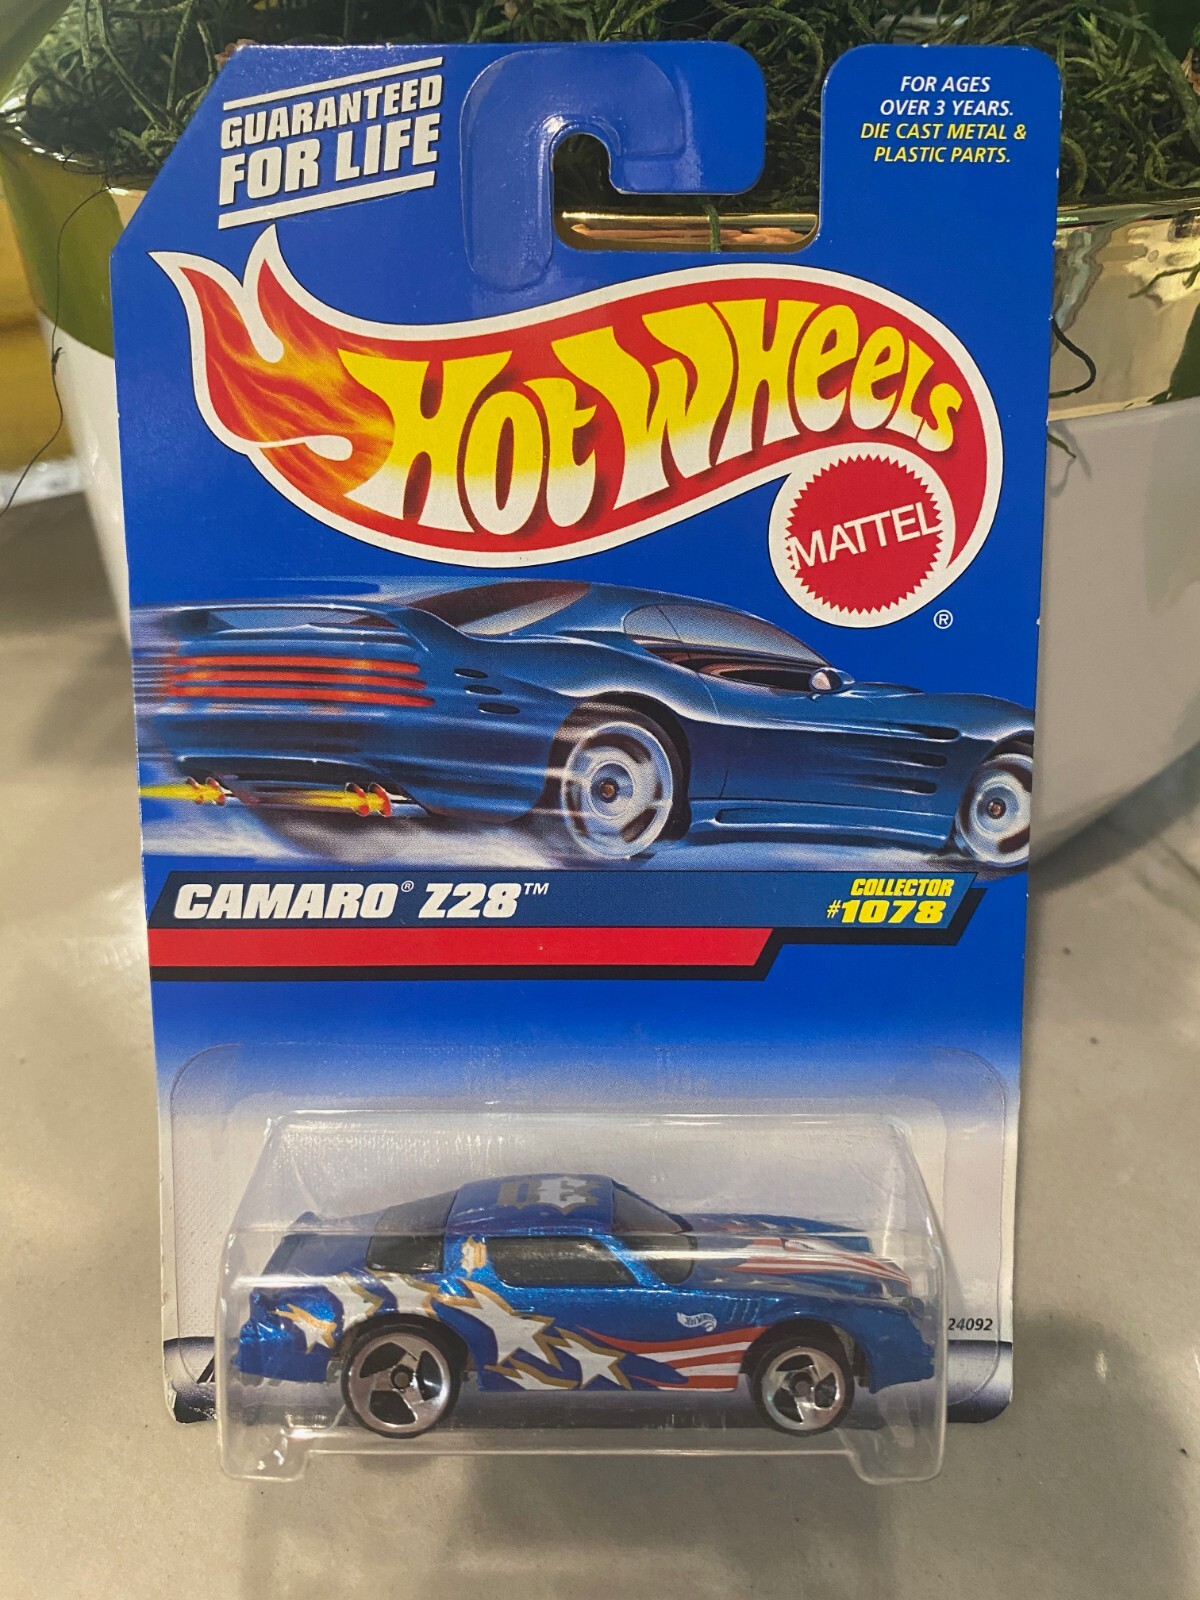 GUARANTEED
FOR LIFE
FOR AGES
OVER 3 YEARS.
DIE CAST METAL &
PLASTIC PARTS.
HOT WHEELS
MATTEL
®
CAMARO® Z28™
COLLECTOR
#1078
24092